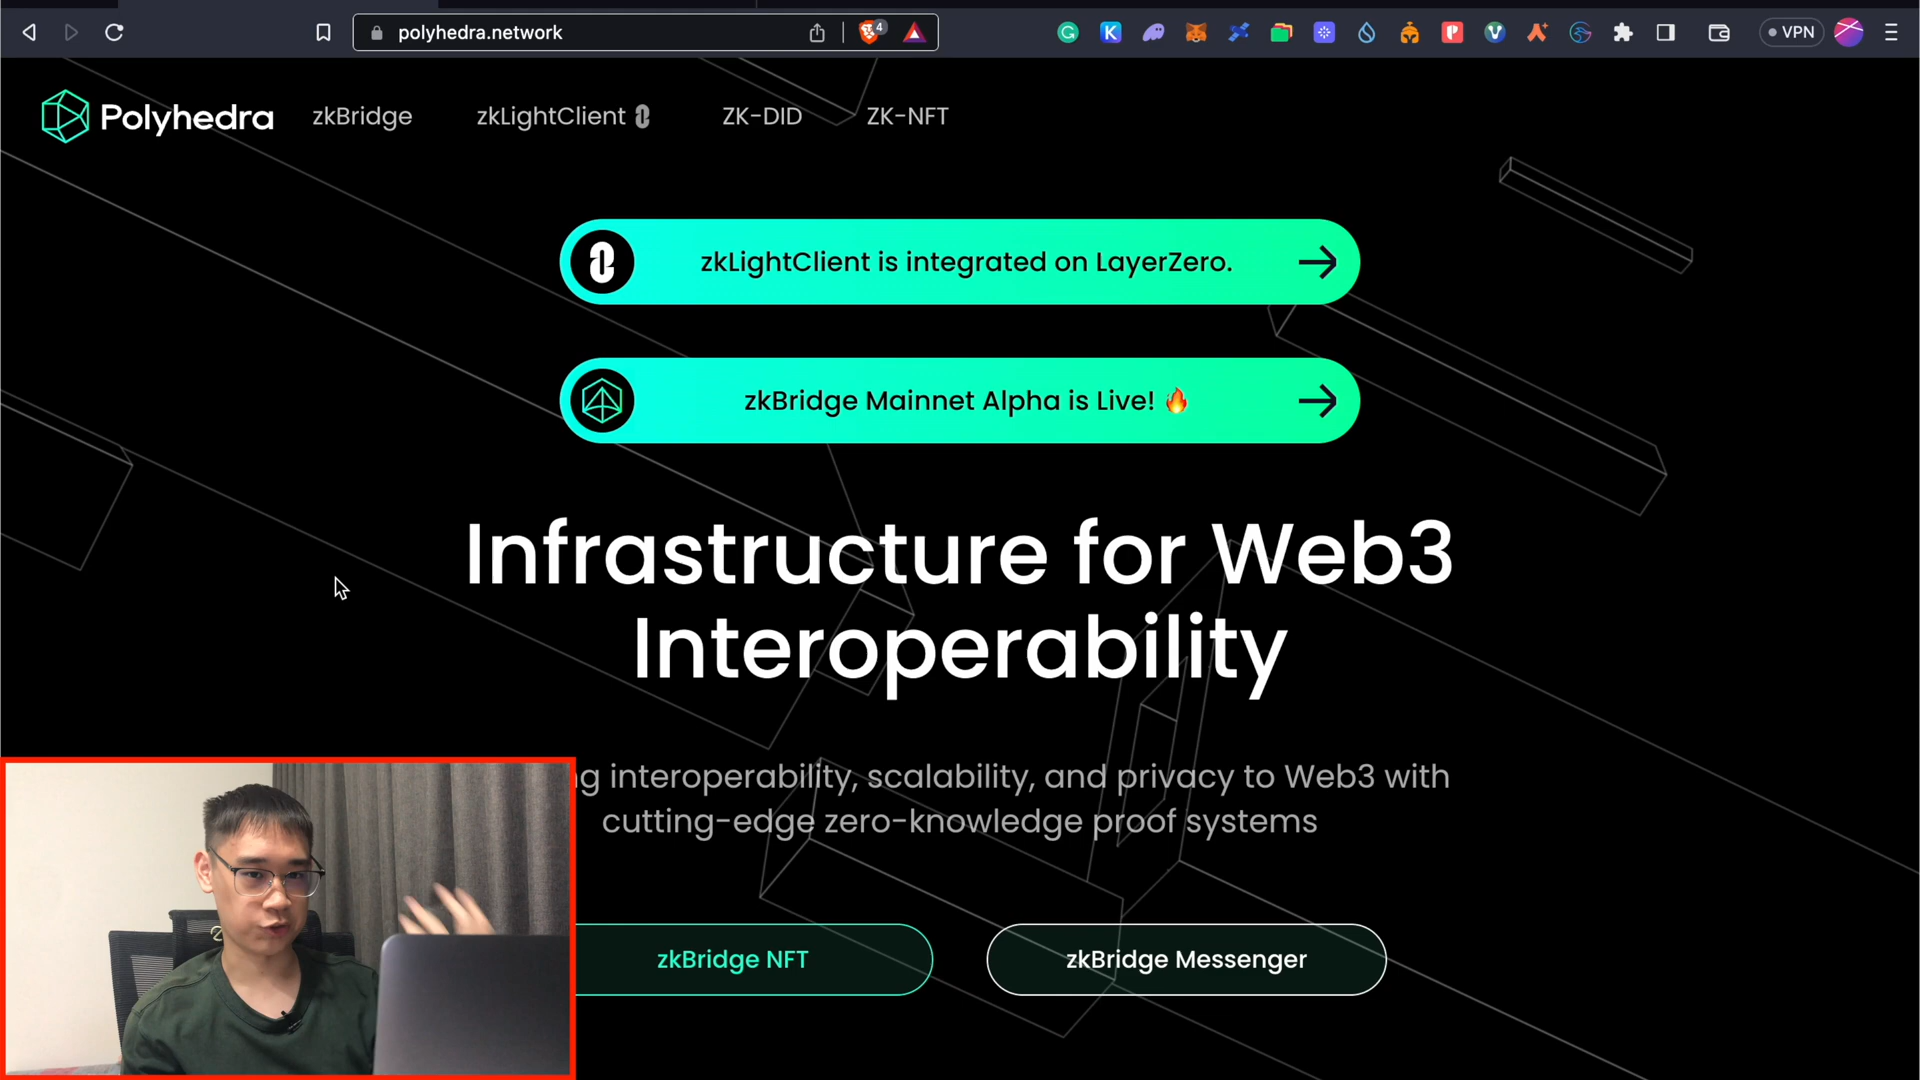 polyhedra.network
4
VPN
Polyhedra
zkBridge
zkLightClient
ZK-DID
ZK-NFT
zkLightClient is integrated on LayerZero.
zkBridge Mainnet Alpha is Live! 🔥
Infrastructure for Web3
Interoperability
g interoperability, scalability, and privacy to Web3 with
cutting-edge zero-knowledge proof systems
zkBridge NFT
zkBridge Messenger